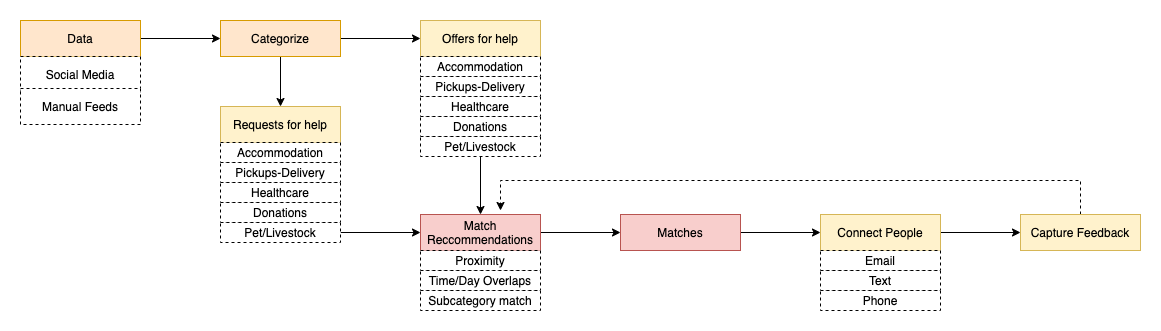 Data
Social Media
Manual Feeds
Categorize
Requests for help
Accommodation
Pickups-Delivery
Healthcare
Donations
Pet/Livestock
Offers for help
Accommodation
Pickups-Delivery
Healthcare
Donations
Pet/Livestock
Match
Reccommendations
Proximity
Time/Day Overlaps
Subcategory match
Matches
Connect People
Email
Text
Phone
Capture Feedback